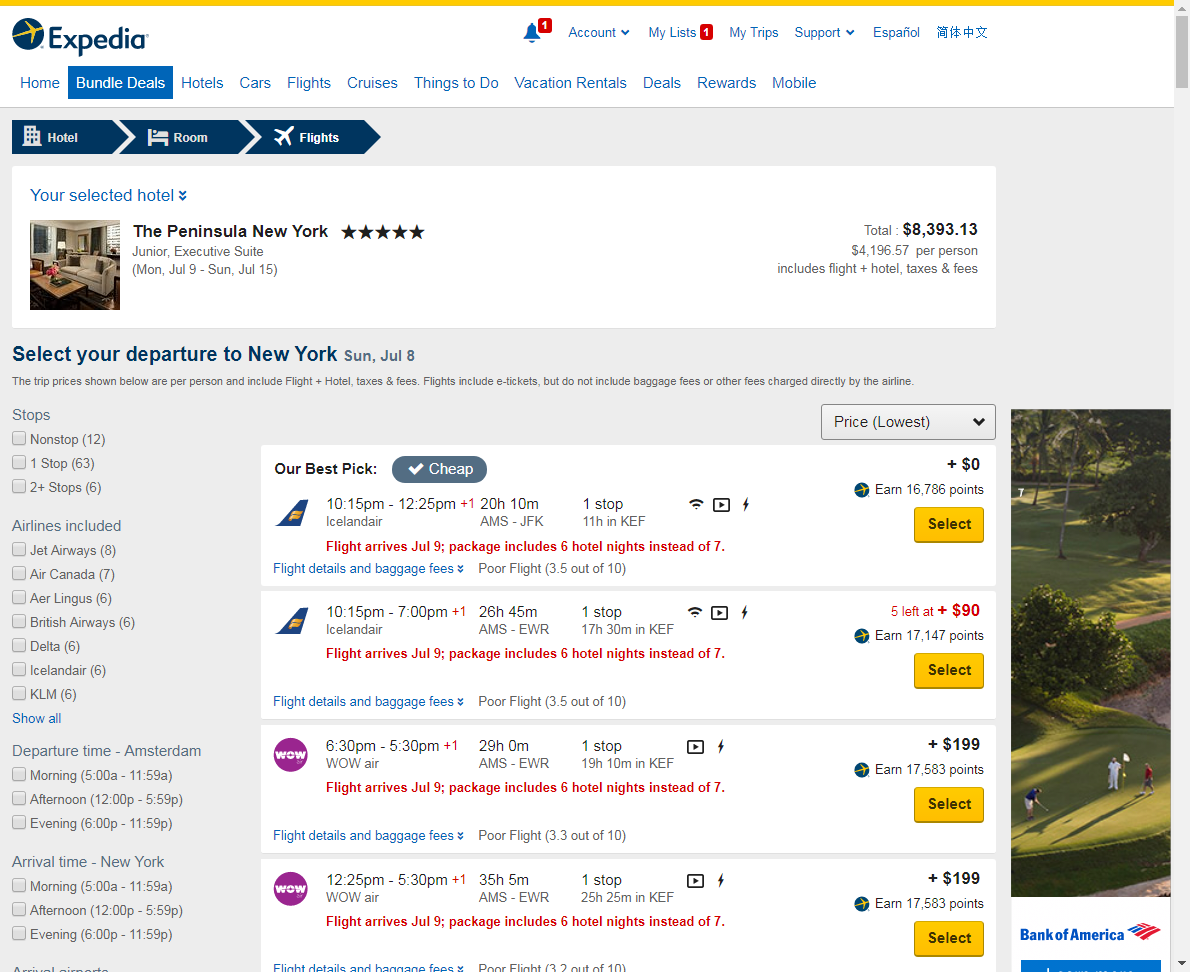 Expedia
1
Account
My Lists 1
My Trips
Support
Español
简体中文
Home
Bundle Deals
Hotels
Cars
Flights
Cruises
Things to Do
Vacation Rentals
Deals
Rewards
Mobile
Hotel
Room
Flights
Your selected hotel
The Peninsula New York
Junior, Executive Suite
(Mon, Jul 9 - Sun, Jul 15)
Total : $8,393.13
$4,196.57 per person
includes flight + hotel, taxes & fees
Select your departure to New York Sun, Jul 8
The trip prices shown below are per person and include Flight + Hotel, taxes & fees. Flights include e-tickets, but do not include baggage fees or other fees charged directly by the airline.
Stops
Nonstop (12)
1 Stop (63)
2+ Stops (6)
Airlines included
Jet Airways (8)
Air Canada (7)
Aer Lingus (6)
British Airways (6)
Delta (6)
Icelandair (6)
KLM (6)
Show all
Departure time - Amsterdam
Morning (5:00a - 11:59a)
Afternoon (12:00p - 5:59p)
Evening (6:00p - 11:59p)
Arrival time - New York
Morning (5:00a - 11:59a)
Afternoon (12:00p - 5:59p)
Evening (6:00p - 11:59p)
Arrival airports
Price (Lowest)
Our Best Pick: Cheap
+ $0
Earn 16,786 points
10:15pm - 12:25pm +1 20h 10m 1 stop
Icelandair AMS - JFK 11h in KEF
Select
Flight arrives Jul 9; package includes 6 hotel nights instead of 7.
Flight details and baggage fees Poor Flight (3.5 out of 10)
10:15pm - 7:00pm +1 26h 45m 1 stop
Icelandair AMS - EWR 17h 30m in KEF
5 left at + $90
Earn 17,147 points
Flight arrives Jul 9; package includes 6 hotel nights instead of 7.
Select
Flight details and baggage fees Poor Flight (3.5 out of 10)
WOW
6:30pm - 5:30pm +1 29h 0m 1 stop
WOW air AMS - EWR 19h 10m in KEF
+ $199
Earn 17,583 points
Flight arrives Jul 9; package includes 6 hotel nights instead of 7.
Select
Flight details and baggage fees Poor Flight (3.3 out of 10)
WOW
12:25pm - 5:30pm +1 35h 5m 1 stop
WOW air AMS - EWR 25h 25m in KEF
+ $199
Earn 17,583 points
Flight arrives Jul 9; package includes 6 hotel nights instead of 7.
Select
Flight details and baggage fees Poor Flight (3.2 out of 10)
7
Bank of America
Learn more